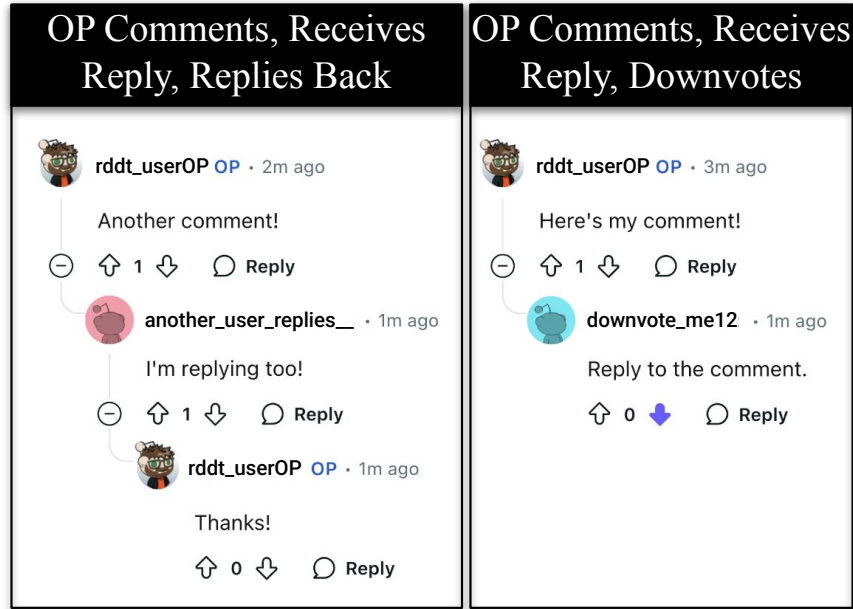 OP Comments, Receives
Reply, Replies Back
rddt_userOP OP · 2m ago
Another comment!
1 Reply
another_user_replies__ · 1m ago
I'm replying too!
1 Reply
rddt_userOP OP · 1m ago
Thanks!
0 Reply
OP Comments, Receives
Reply, Downvotes
rddt_userOP OP · 3m ago
Here's my comment!
1 Reply
downvote_me12 · 1m ago
Reply to the comment.
0 Reply